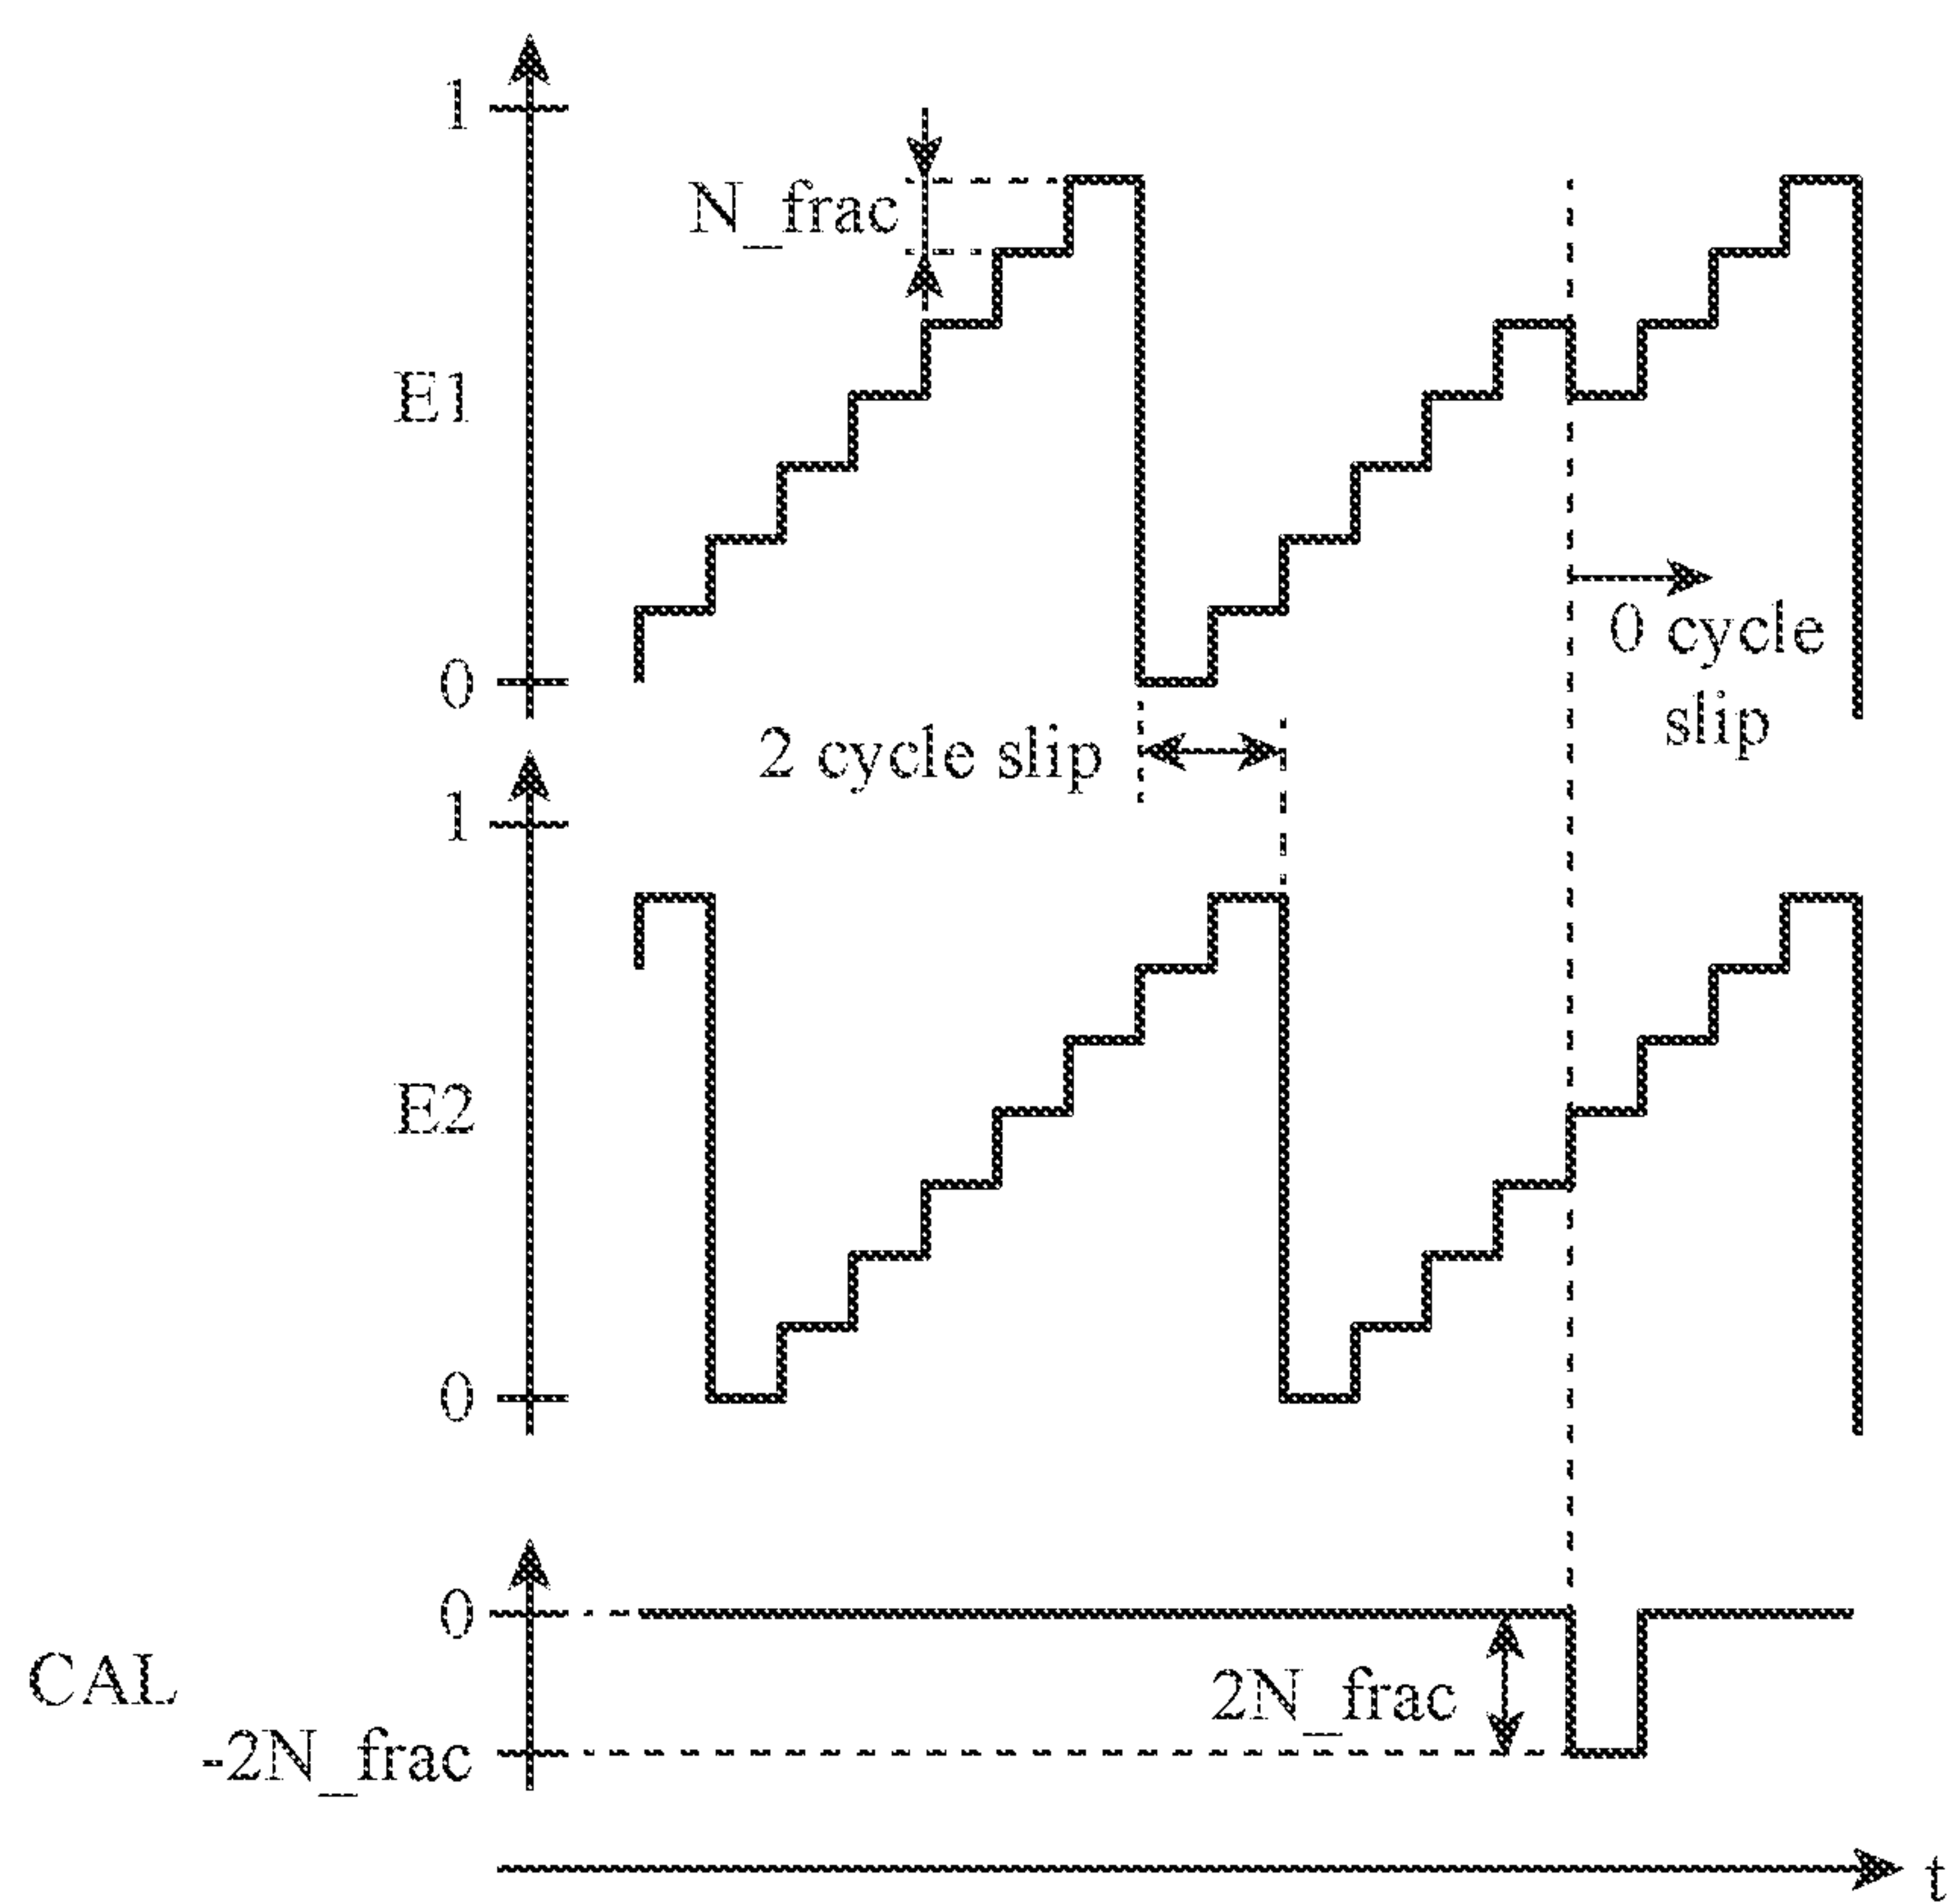 1
N_frac
E1
0 cycle
slip
0
2 cycle slip
1
E2
0
0
CAL
2N_frac
-2N_frac
t